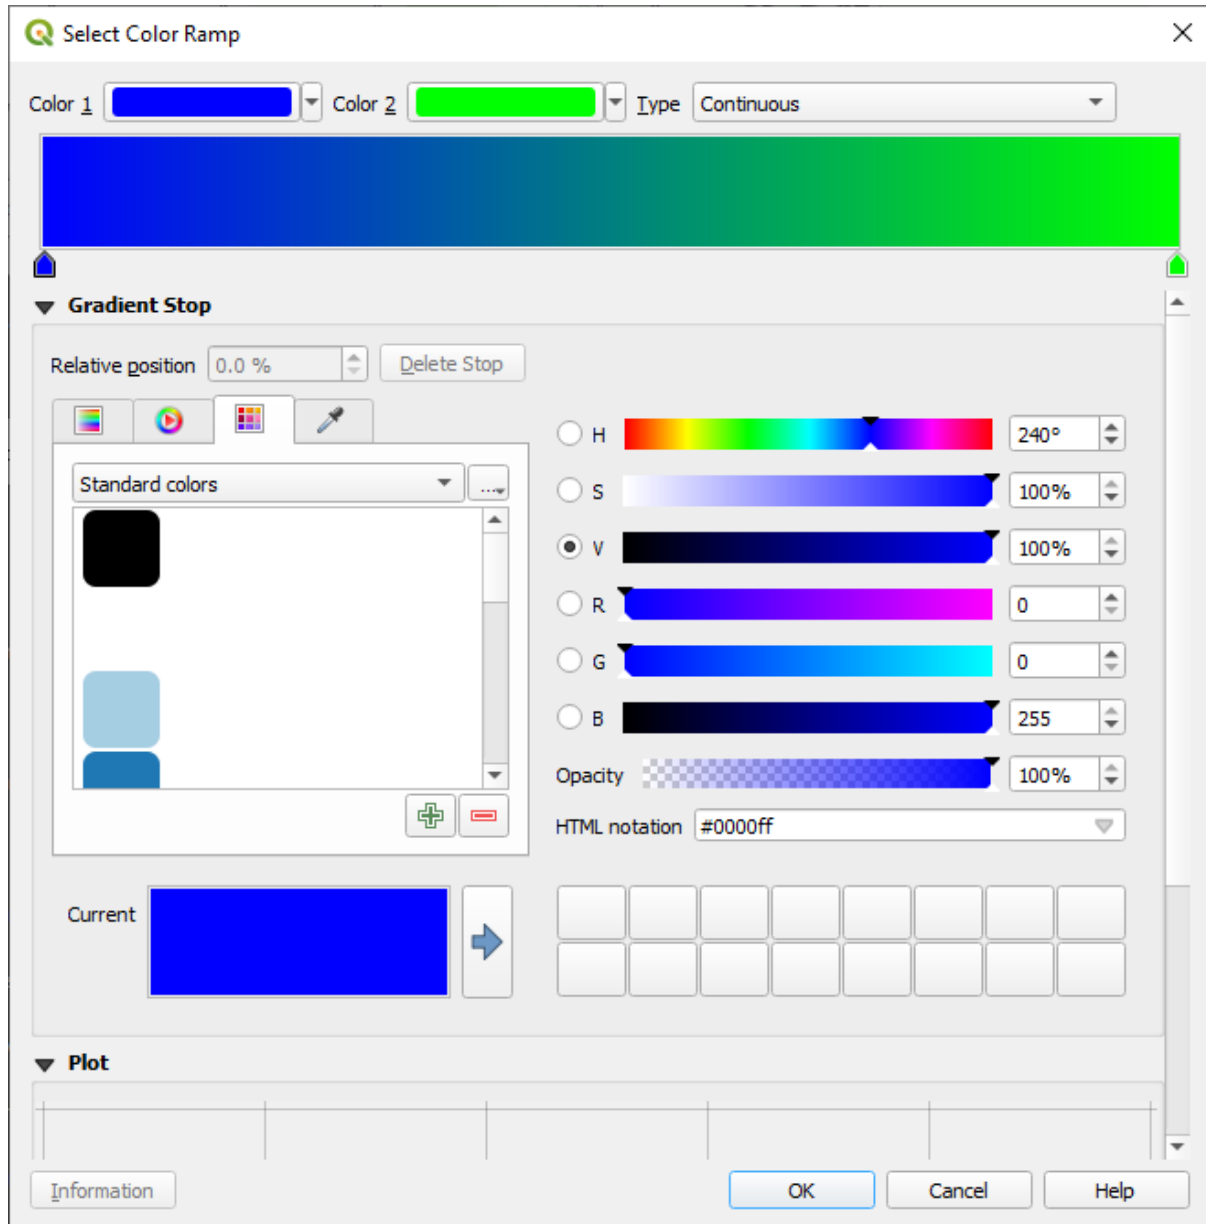 Select Color Ramp
Color 1 Color 2 Type Continuous
Gradient Stop
Relative position 0.0 % Delete Stop
H 240°
Standard colors ...
S 100%
V 100%
R 0
G 0
B 255
Opacity 100%
HTML notation #0000ff
Current
Plot
Information OK Cancel Help